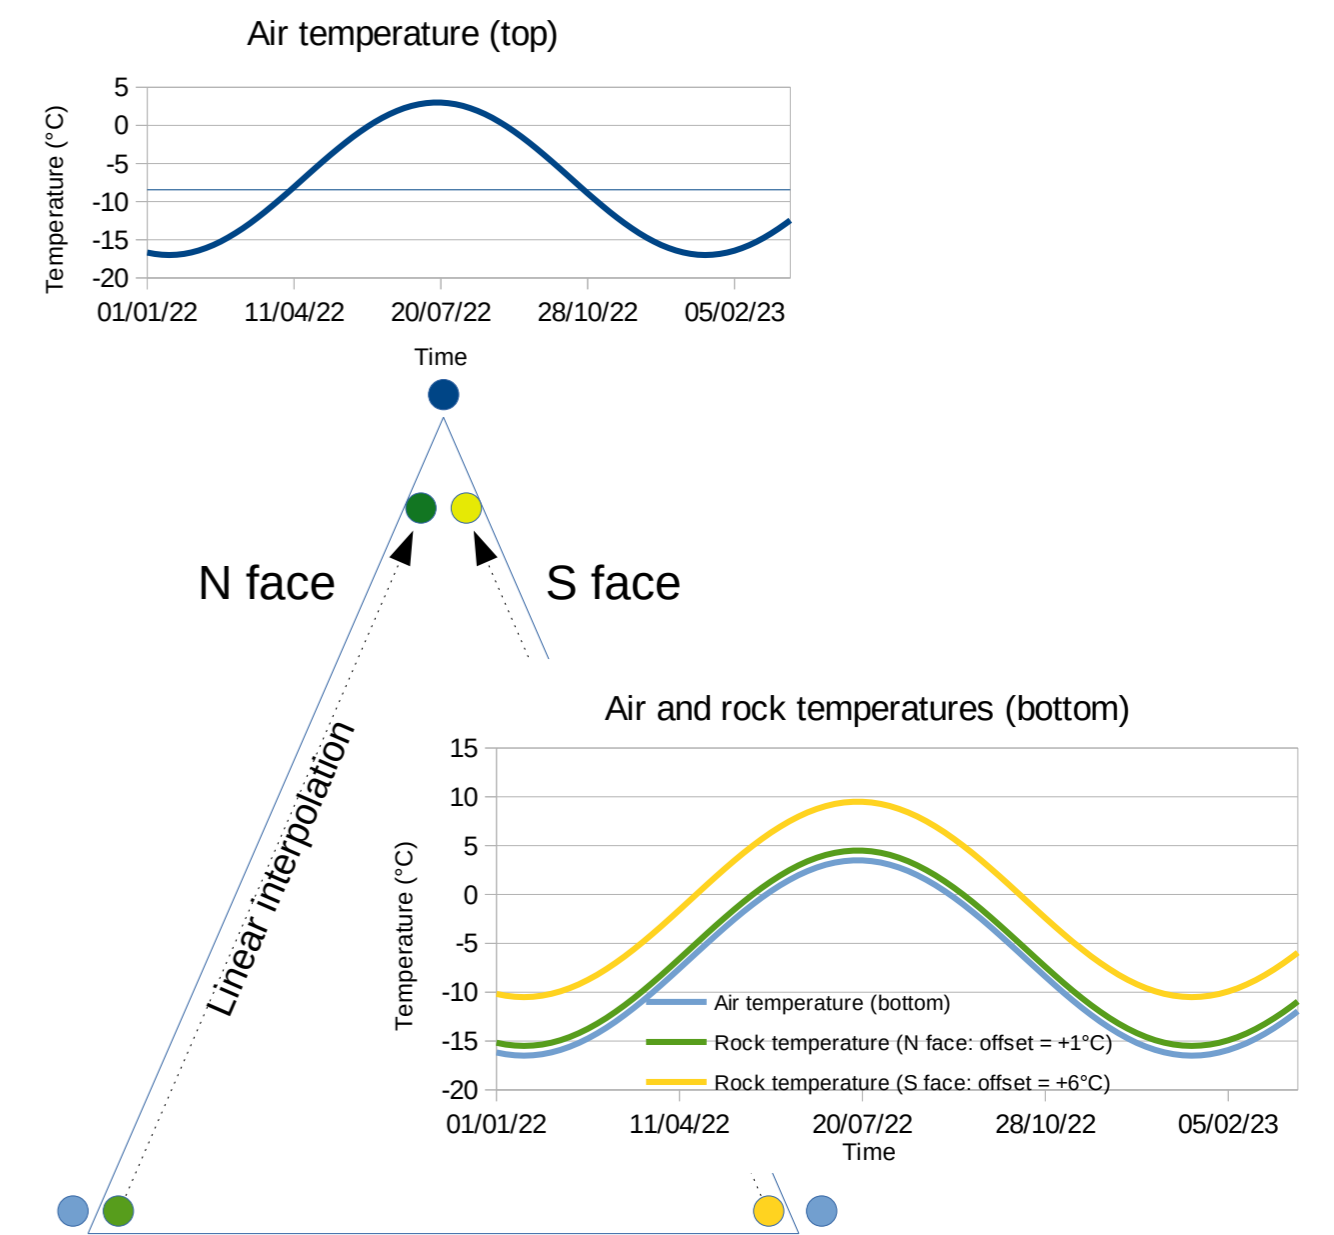 Air temperature (top)
Temperature (°C)
5
0
-5
-10
-15
-20
01/01/22 11/04/22 20/07/22 28/10/22 05/02/23
Time
N face
S face
Linear interpolation
Air and rock temperatures (bottom)
Temperature (°C)
15
10
5
0
-5
-10
-15
-20
Air temperature (bottom)
Rock temperature (N face: offset = +1°C)
Rock temperature (S face: offset = +6°C)
01/01/22 11/04/22 20/07/22 28/10/22 05/02/23
Time